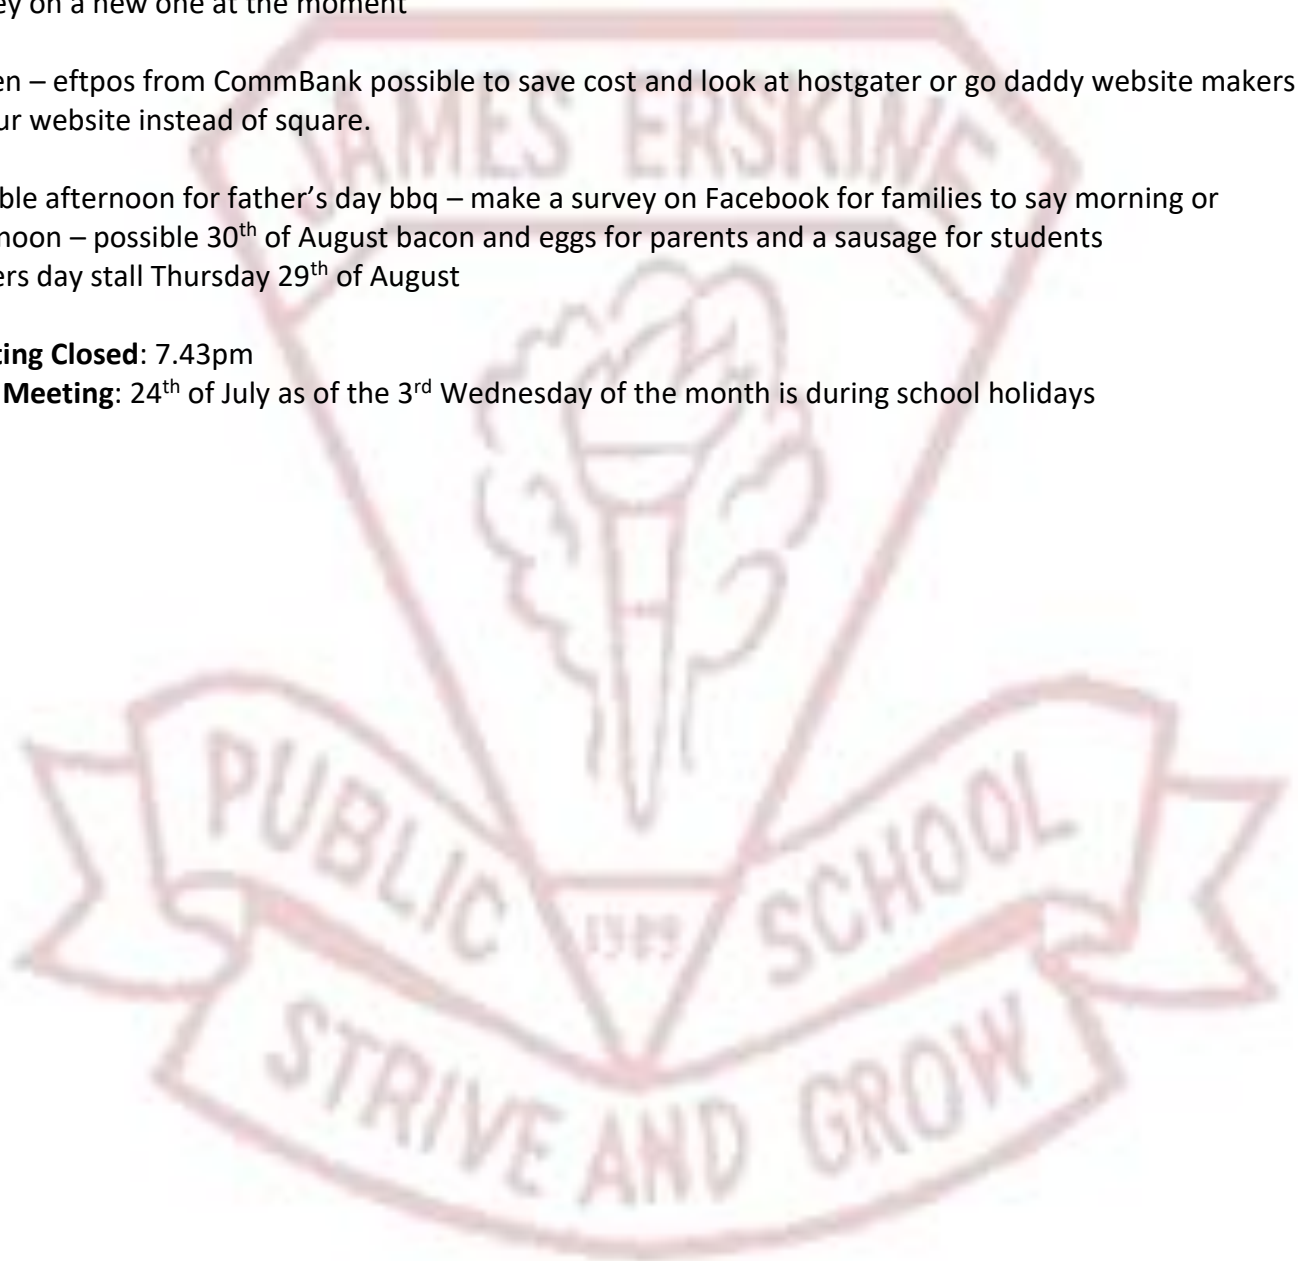 ey on a new one at the moment
en – eftpos from CommBank possible to save cost and look at hostgater or go daddy website makers
ur website instead of square.
ble afternoon for father’s day bbq – make a survey on Facebook for families to say morning or
noon – possible 30th of August bacon and eggs for parents and a sausage for students
ers day stall Thursday 29th of August
ting Closed: 7.43pm
Meeting: 24th of July as of the 3rd Wednesday of the month is during school holidays
JAMES ERSKINE
PUBLIC SCHOOL
1989
STRIVE AND GROW